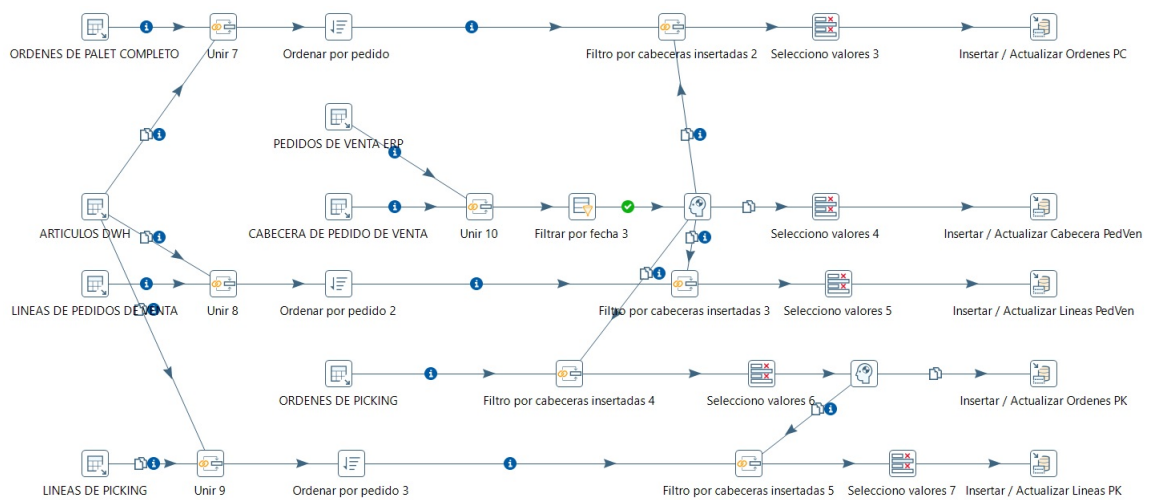 ORDENES DE PALET COMPLETO
Unir 7
Ordenar por pedido
Filtro por cabeceras insertadas 2
Selecciono valores 3
Insertar / Actualizar Ordenes PC
PEDIDOS DE VENTA ERP
ARTICULOS DWH
CABECERA DE PEDIDO DE VENTA
Unir 10
Filtrar por fecha 3
Selecciono valores 4
Insertar / Actualizar Cabecera PedVen
LINEAS DE PEDIDOS DE VENTA
Unir 8
Ordenar por pedido 2
Filtro por cabeceras insertadas 3
Selecciono valores 5
Insertar / Actualizar Lineas PedVen
ORDENES DE PICKING
Filtro por cabeceras insertadas 4
Selecciono valores 6
Insertar / Actualizar Ordenes PK
LINEAS DE PICKING
Unir 9
Ordenar por pedido 3
Filtro por cabeceras insertadas 5
Selecciono valores 7
Insertar / Actualizar Lineas PK